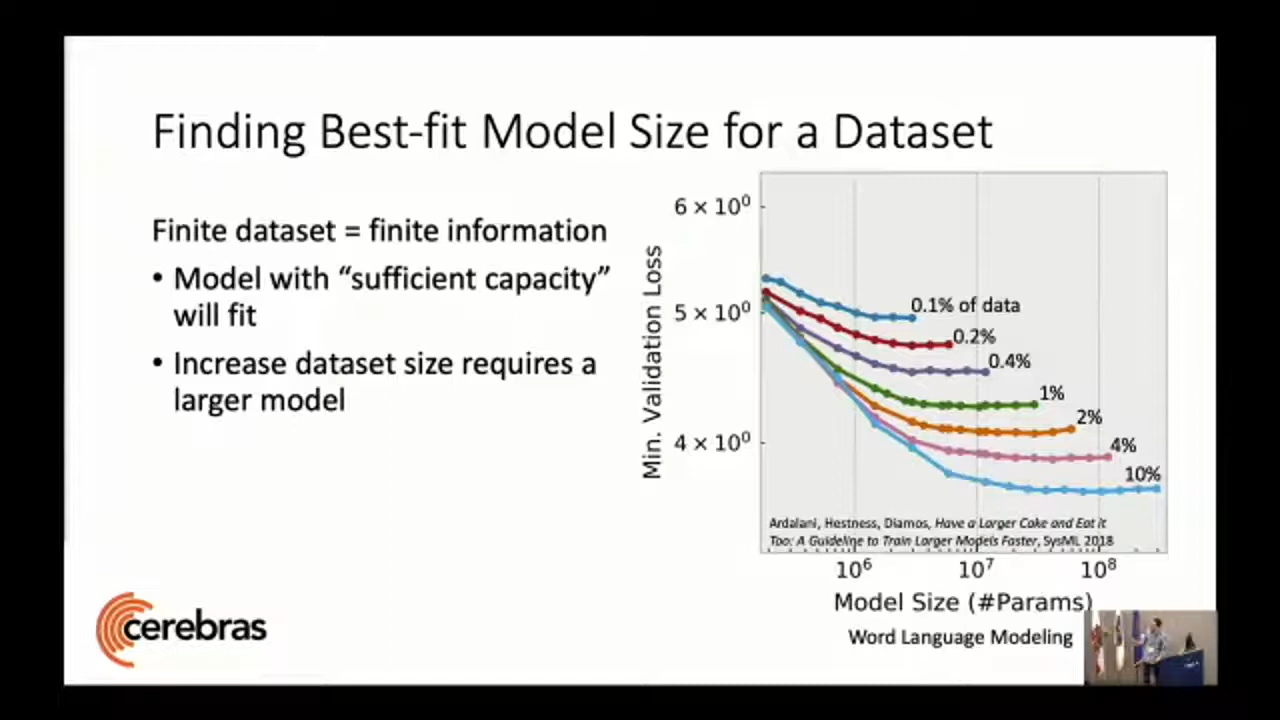 Finding Best-fit Model Size for a Dataset
Finite dataset = finite information
• Model with “sufficient capacity”
will fit
• Increase dataset size requires a
larger model
Min. Validation Loss
6 × 10⁰
5 × 10⁰
4 × 10⁰
0.1% of data
0.2%
0.4%
1%
2%
4%
10%
Ardalani, Hestness, Diamos, Have a Larger Cake and Eat it
Too: A Guideline to Train Larger Models Faster, SysML 2018
10⁶
10⁷
10⁸
Model Size (#Params)
Word Language Modeling
cerebras